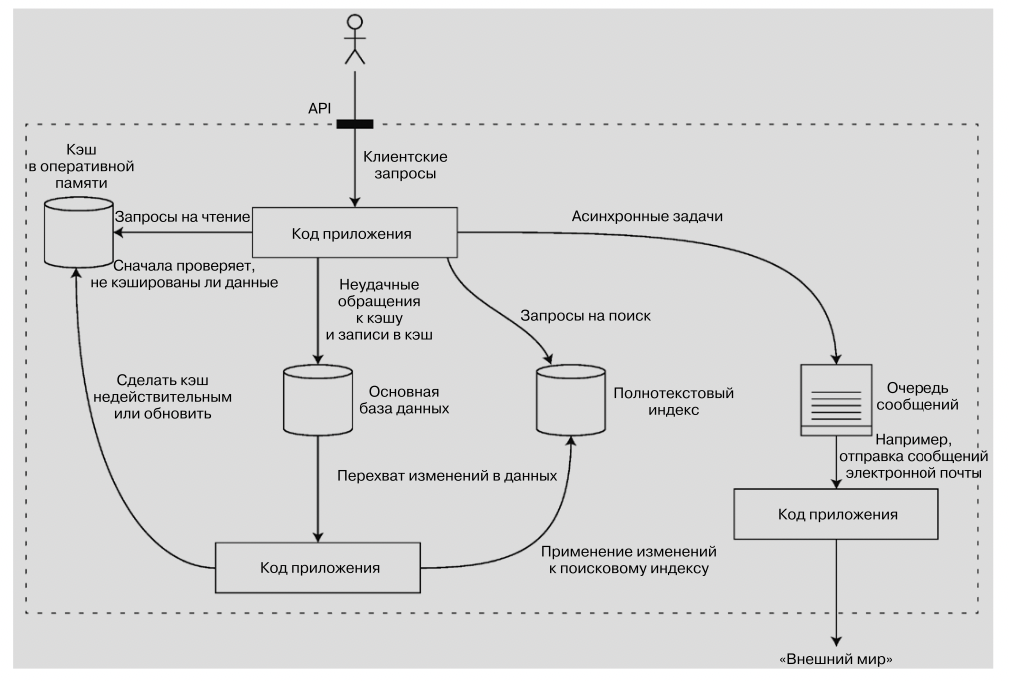 API
Клиентские
запросы
Кэш
в оперативной
памяти
Запросы на чтение
Код приложения
Асинхронные задачи
Сначала проверяет,
не кэшированы ли данные
Неудачные
обращения
к кэшу
и записи в кэш
Запросы на поиск
Сделать кэш
недействительным
или обновить
Основная
база данных
Полнотекстовый
индекс
Очередь
сообщений
Например,
отправка сообщений
электронной почты
Перехват изменений в данных
Код приложения
Применение изменений
к поисковому индексу
Код приложения
«Внешний мир»